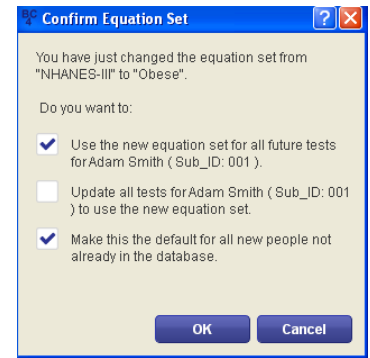 BC4 Confirm Equation Set ? X
You have just changed the equation set from
"NHANES-III" to "Obese".
Do you want to:
Use the new equation set for all future tests
for Adam Smith ( Sub_ID: 001 ).
Update all tests for Adam Smith ( Sub_ID: 001
) to use the new equation set.
Make this the default for all new people not
already in the database.
OK Cancel